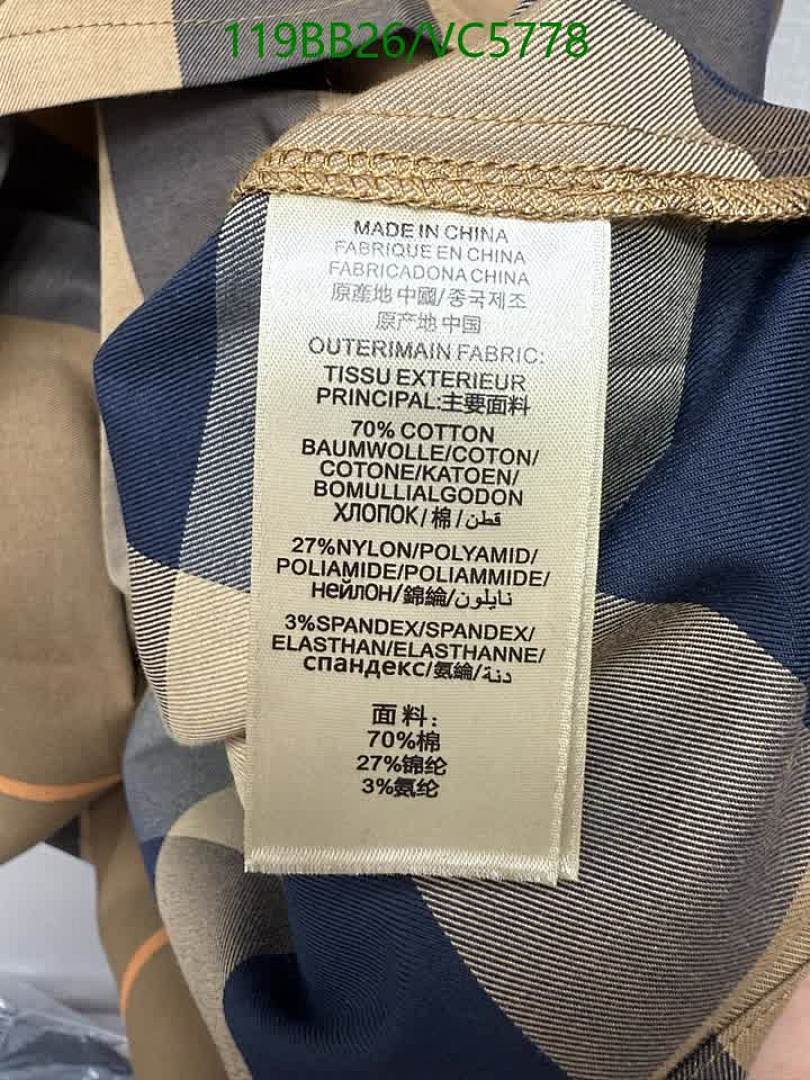 119BB26/VC5778
MADE IN CHINA
FABRIQUE EN CHINA
FABRICADONA CHINA
原產地 中國/중국제조
原产地 中国
OUTERIMAIN FABRIC:
TISSU EXTERIEUR
PRINCIPAL:主要面料
70% COTTON
BAUMWOLLE/COTON/
COTONE/KATOEN/
BOMULLIALGODON
ХЛОПОК/棉/قطن
27%NYLON/POLYAMID/
POLIAMIDE/POLIAMMIDE/
Нейлон/錦綸/نايلون
3%SPANDEX/SPANDEX/
ELASTHAN/ELASTHANNE/
спандекс/氨綸/دنة
面料:
70%棉
27%锦纶
3%氨纶